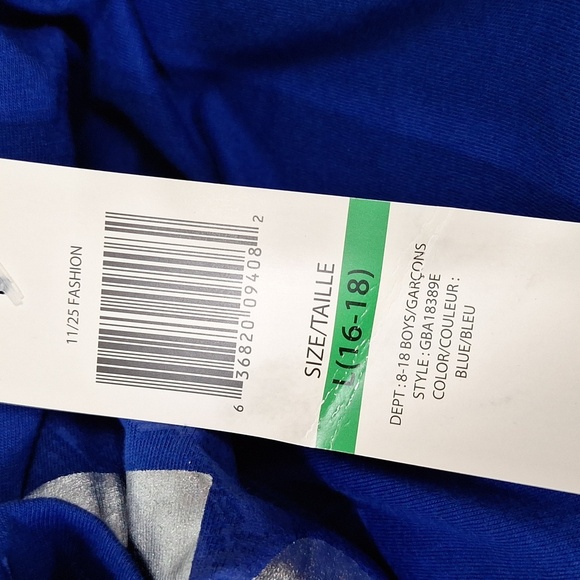 11/25 FASHION
6 36820 09408 2
SIZE/TAILLE
L (16-18)
DEPT : 8-18 BOYS/GARÇONS
STYLE : GBA18389E
COLOR/COULEUR :
BLUE/BLEU